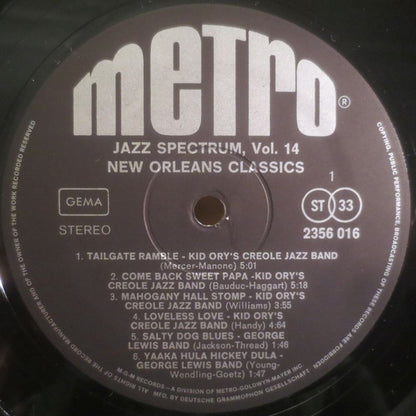 metro®
JAZZ SPECTRUM, Vol. 14
NEW ORLEANS CLASSICS
GEMA
STEREO
1
ST 33
2356 016
1. TAILGATE RAMBLE - KID ORY'S CREOLE JAZZ BAND
(Mercer-Manone) 5:01
2. COME BACK SWEET PAPA - KID ORY'S
CREOLE JAZZ BAND (Bauduc-Haggart) 5:18
3. MAHOGANY HALL STOMP - KID ORY'S
CREOLE JAZZ BAND (Williams) 3:55
4. LOVELESS LOVE - KID ORY'S
CREOLE JAZZ BAND (Handy) 4:64
5. SALTY DOG BLUES - GEORGE
LEWIS BAND (Jackson-Thread) 4:31
6. YAAKA HULA HICKEY DULA -
GEORGE LEWIS BAND (Young-
Wendling-Goetz) 1:47
M-G-M RECORDS - A DIVISION OF METRO-GOLDWYN-MAYER INC.
MFD. BY DEUTSCHE GRAMMOPHON GESELLSCHAFT
ALL RIGHTS OF THE MANUFACTURER AND OF THE OWNER OF THE RECORDED WORK RESERVED
COPYING, PUBLIC PERFORMANCE, BROADCASTING OF THIS RECORD ARE FORBIDDEN